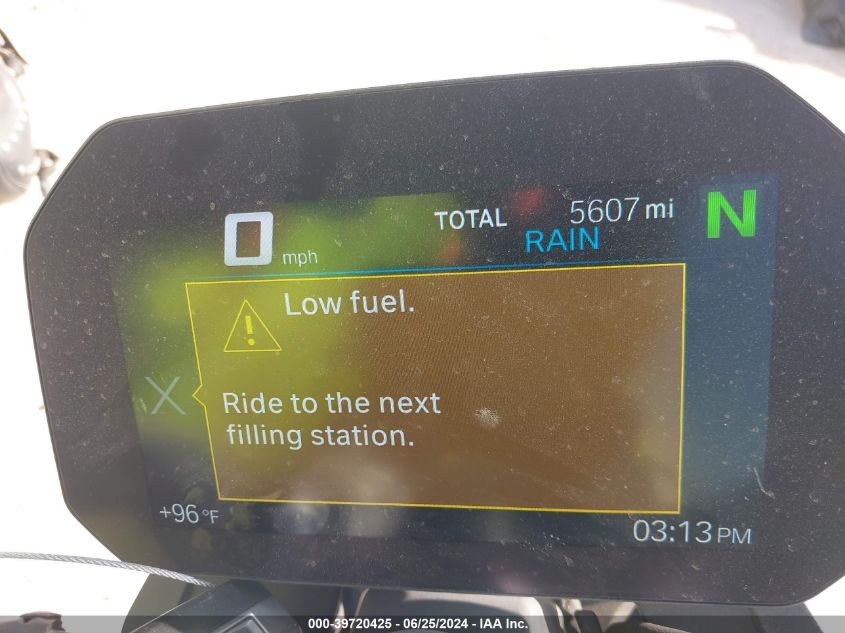 0 mph TOTAL 5607 mi N
RAIN
Low fuel.
!
X
Ride to the next
filling station.
+96 °F 03:13 PM
000-39720425 - 06/25/2024 - IAA Inc.